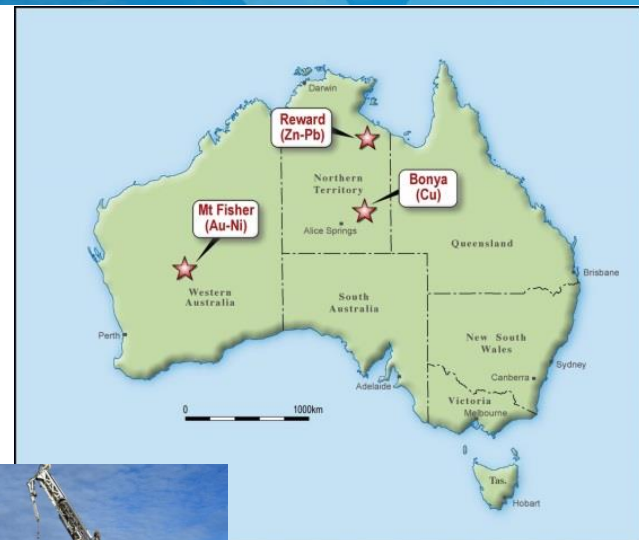 Darwin
Reward
(Zn-Pb)
Northern
Territory
Bonya
(Cu)
Mt Fisher
(Au-Ni)
Alice Springs
Queensland
Brisbane
Western
Australia
South
Australia
Perth
New South
Wales
Sydney
Canberra
Adelaide
Victoria
Melbourne
0 1000km
Tas.
Hobart